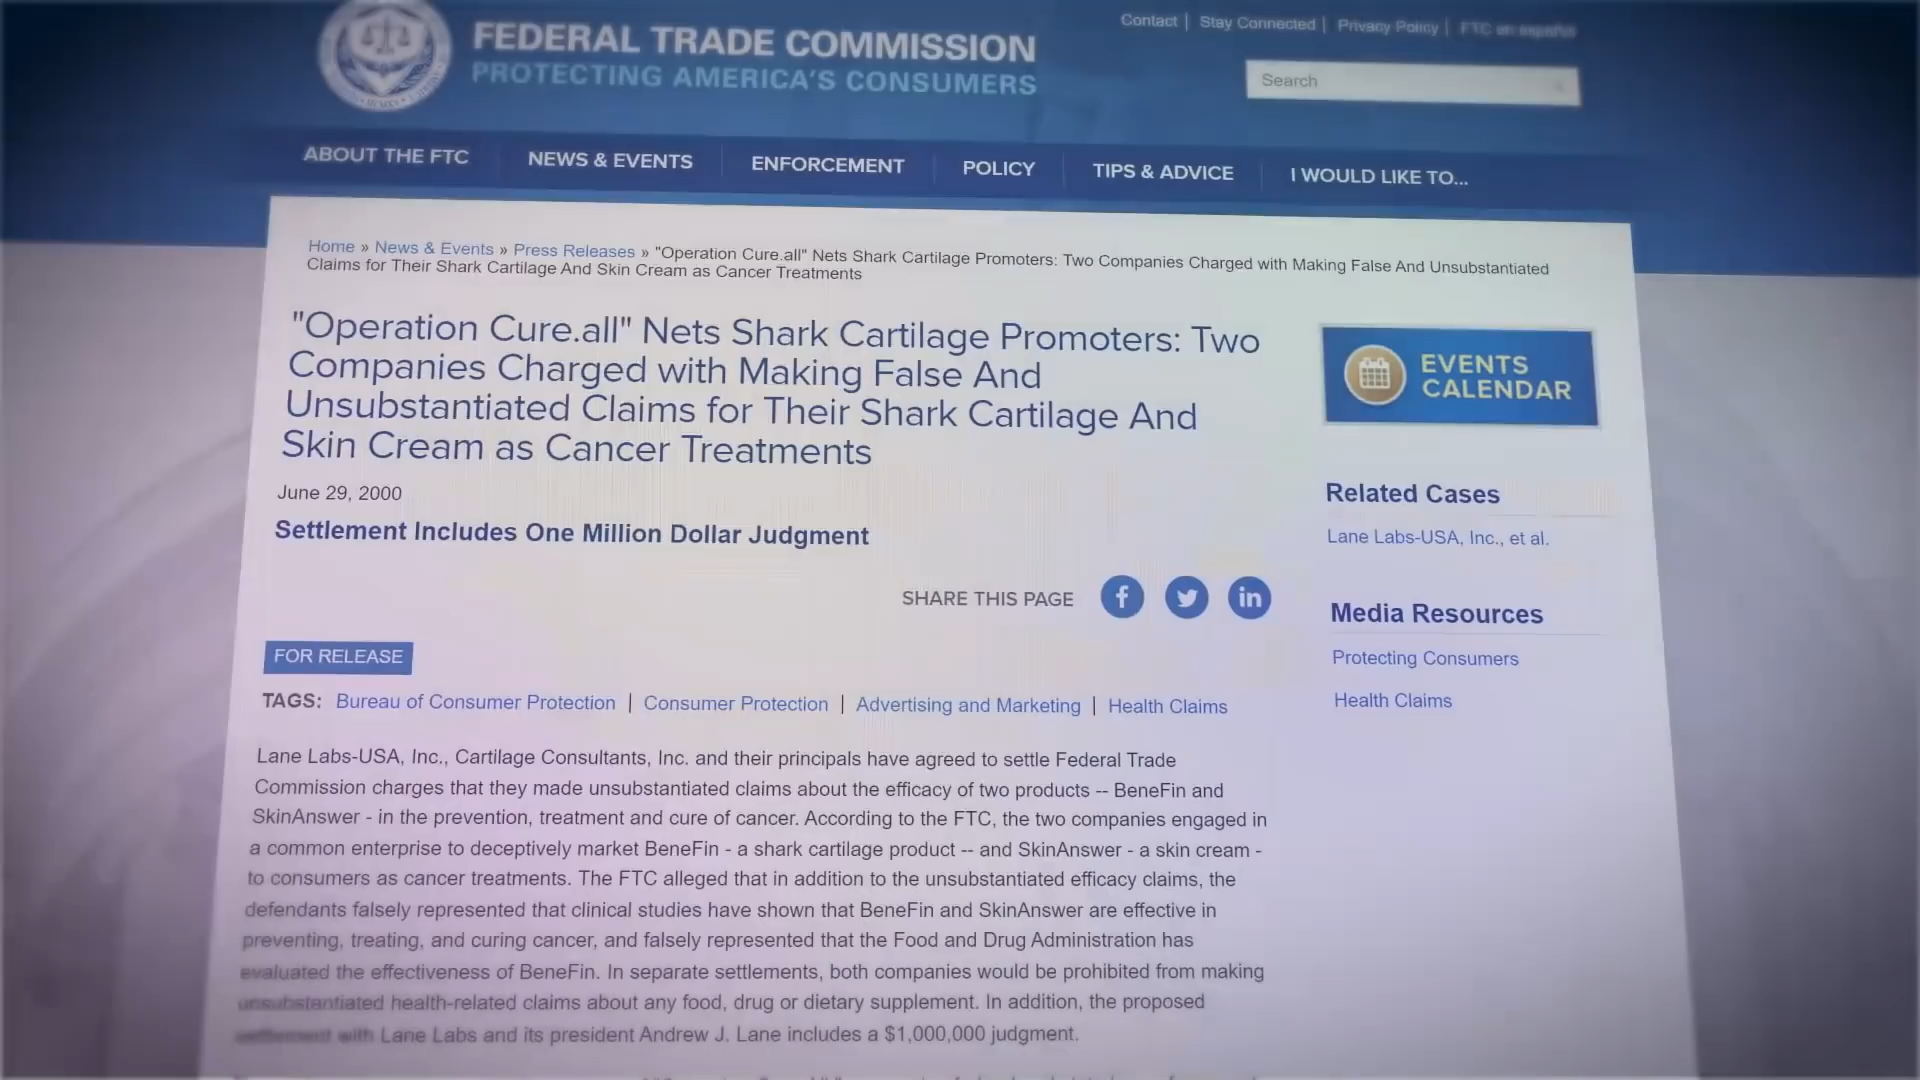 FEDERAL TRADE COMMISSION
PROTECTING AMERICA'S CONSUMERS
Contact | Stay Connected | Privacy Policy | FTC en español
Search
ABOUT THE FTC
NEWS & EVENTS
ENFORCEMENT
POLICY
TIPS & ADVICE
I WOULD LIKE TO...
Home » News & Events » Press Releases » "Operation Cure.all" Nets Shark Cartilage Promoters: Two Companies Charged with Making False And Unsubstantiated
Claims for Their Shark Cartilage And Skin Cream as Cancer Treatments
"Operation Cure.all" Nets Shark Cartilage Promoters: Two
Companies Charged with Making False And
Unsubstantiated Claims for Their Shark Cartilage And
Skin Cream as Cancer Treatments
June 29, 2000
Settlement Includes One Million Dollar Judgment
SHARE THIS PAGE
FOR RELEASE
TAGS: Bureau of Consumer Protection | Consumer Protection | Advertising and Marketing | Health Claims
Lane Labs-USA, Inc., Cartilage Consultants, Inc. and their principals have agreed to settle Federal Trade
Commission charges that they made unsubstantiated claims about the efficacy of two products -- BeneFin and
SkinAnswer - in the prevention, treatment and cure of cancer. According to the FTC, the two companies engaged in
a common enterprise to deceptively market BeneFin - a shark cartilage product -- and SkinAnswer - a skin cream -
to consumers as cancer treatments. The FTC alleged that in addition to the unsubstantiated efficacy claims, the
defendants falsely represented that clinical studies have shown that BeneFin and SkinAnswer are effective in
preventing, treating, and curing cancer, and falsely represented that the Food and Drug Administration has
evaluated the effectiveness of BeneFin. In separate settlements, both companies would be prohibited from making
unsubstantiated health-related claims about any food, drug or dietary supplement. In addition, the proposed
settlement with Lane Labs and its president Andrew J. Lane includes a $1,000,000 judgment.
EVENTS
CALENDAR
Related Cases
Lane Labs-USA, Inc., et al.
Media Resources
Protecting Consumers
Health Claims